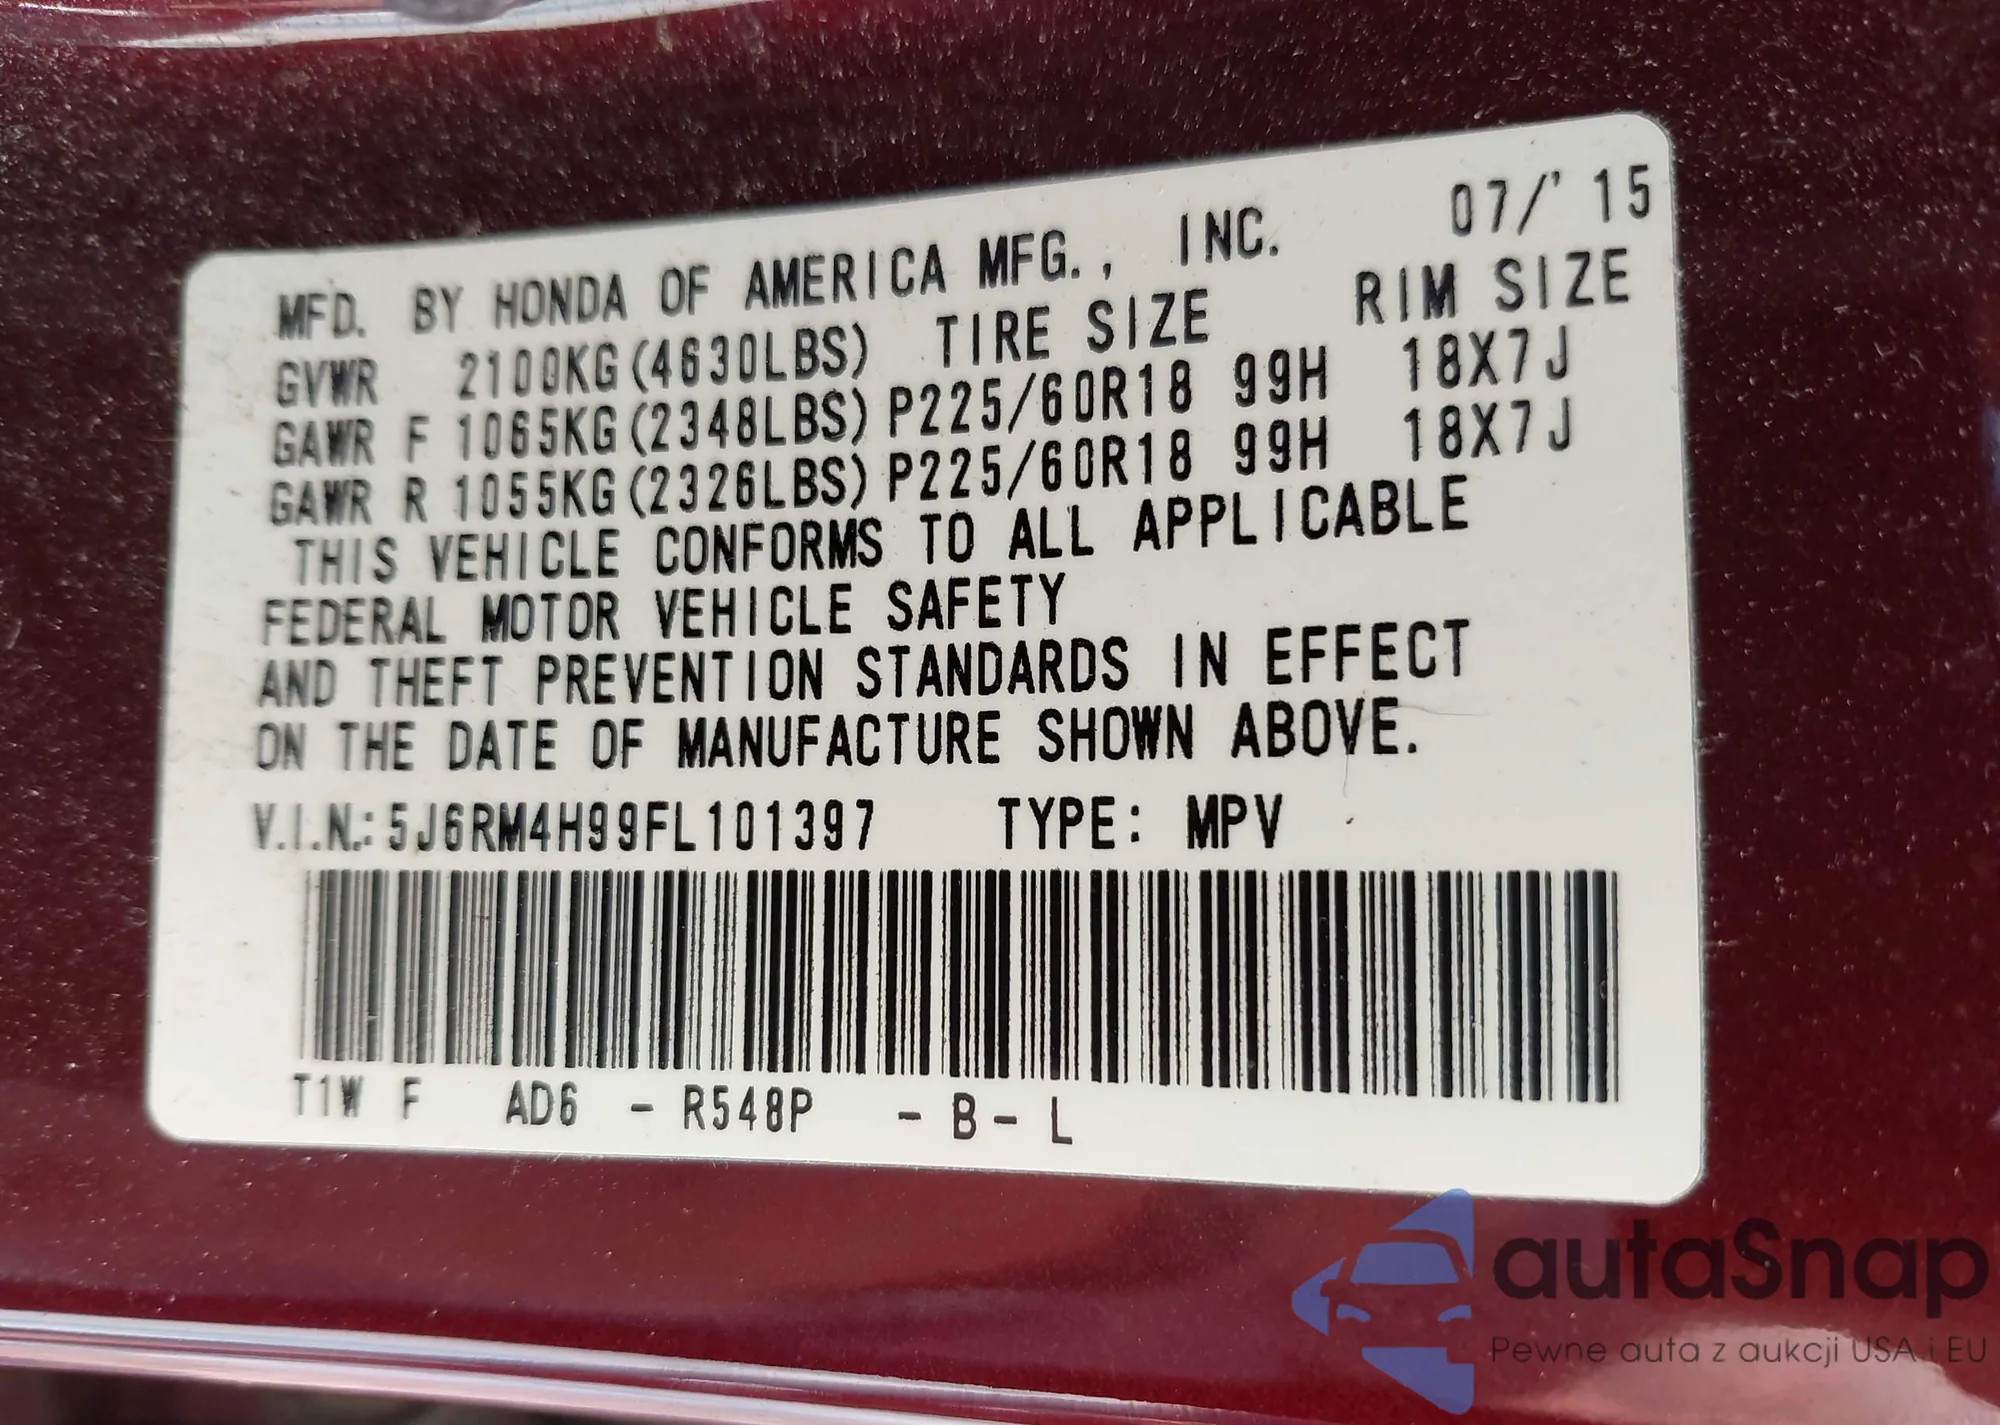 MFD. BY HONDA OF AMERICA MFG., INC. 07/'15
GVWR 2100KG(4630LBS) TIRE SIZE RIM SIZE
GAWR F 1065KG(2348LBS) P225/60R18 99H 18X7J
GAWR R 1055KG(2326LBS) P225/60R18 99H 18X7J
THIS VEHICLE CONFORMS TO ALL APPLICABLE
FEDERAL MOTOR VEHICLE SAFETY
AND THEFT PREVENTION STANDARDS IN EFFECT
ON THE DATE OF MANUFACTURE SHOWN ABOVE.
V.I.N.: 5J6RM4H99FL101397 TYPE: MPV
T1W F AD6 - R548P - B - L
autaSnap
Pewne auta z aukcji USA i EU